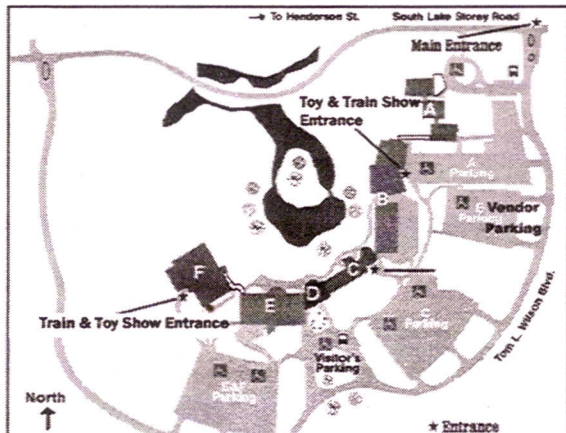 → To Henderson St. South Lake Storey Road
Main Entrance
Toy & Train Show
Entrance
A
A
Parking
B
Vendor
Parking
Parking
C
D
E
F
Train & Toy Show Entrance
C
Parking
Visitor's
Parking
E&F
Parking
Tom L. Wilson Blvd.
North
★ Entrance